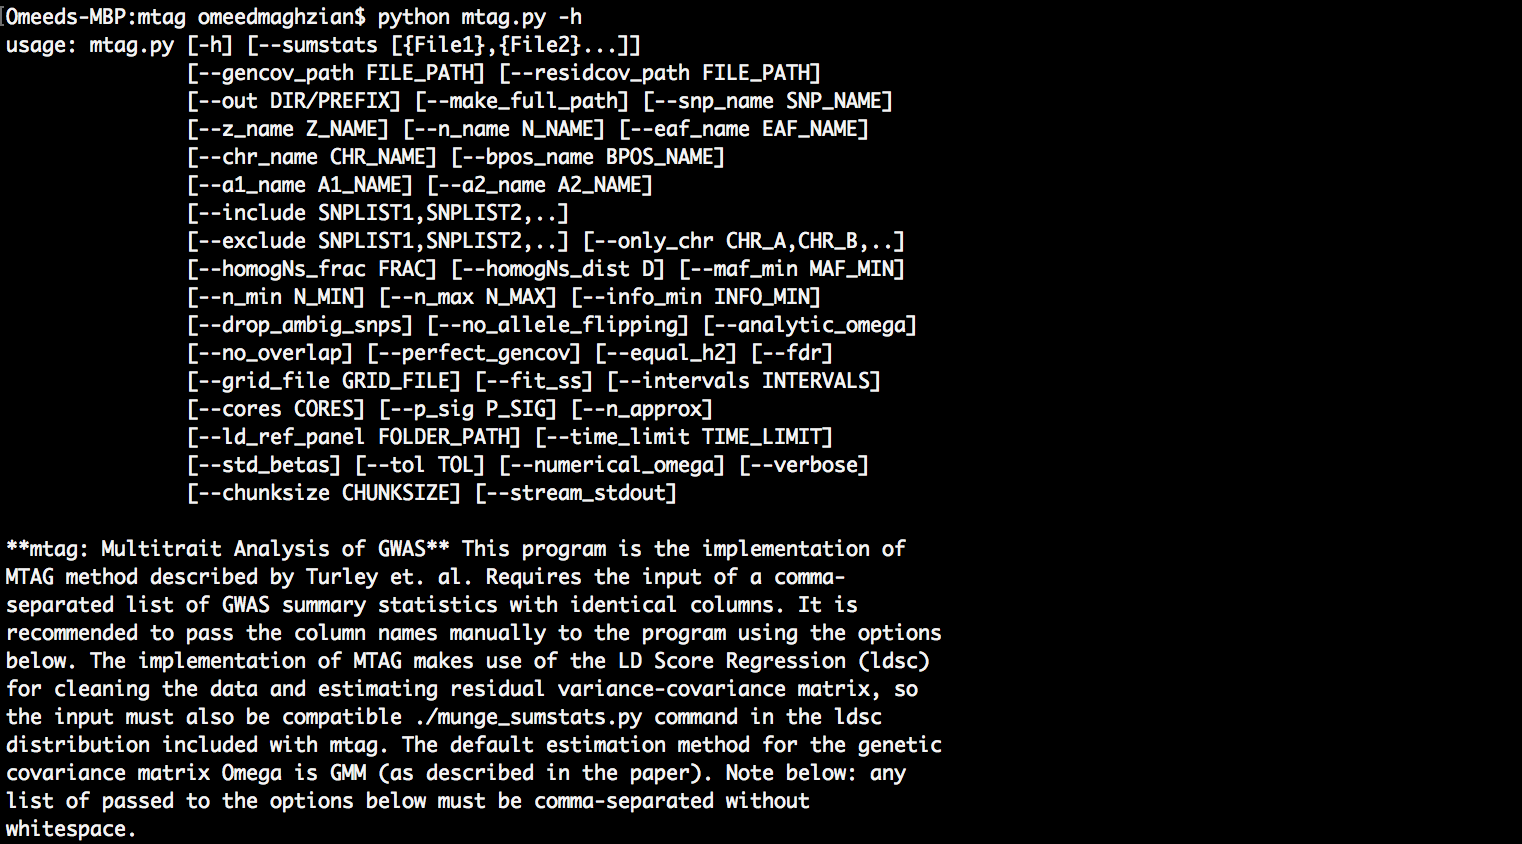 Omeeds-MBP:mtag omeedmaghzian$ python mtag.py -h
usage: mtag.py [-h] [--sumstats [{File1},{File2}...]]
[--gencov_path FILE_PATH] [--residcov_path FILE_PATH]
[--out DIR/PREFIX] [--make_full_path] [--snp_name SNP_NAME]
[--z_name Z_NAME] [--n_name N_NAME] [--eaf_name EAF_NAME]
[--chr_name CHR_NAME] [--bpos_name BPOS_NAME]
[--a1_name A1_NAME] [--a2_name A2_NAME]
[--include SNPLIST1,SNPLIST2,..]
[--exclude SNPLIST1,SNPLIST2,..] [--only_chr CHR_A,CHR_B,..]
[--homogNs_frac FRAC] [--homogNs_dist D] [--maf_min MAF_MIN]
[--n_min N_MIN] [--n_max N_MAX] [--info_min INFO_MIN]
[--drop_ambig_snps] [--no_allele_flipping] [--analytic_omega]
[--no_overlap] [--perfect_gencov] [--equal_h2] [--fdr]
[--grid_file GRID_FILE] [--fit_ss] [--intervals INTERVALS]
[--cores CORES] [--p_sig P_SIG] [--n_approx]
[--ld_ref_panel FOLDER_PATH] [--time_limit TIME_LIMIT]
[--std_betas] [--tol TOL] [--numerical_omega] [--verbose]
[--chunksize CHUNKSIZE] [--stream_stdout]
**mtag: Multitrait Analysis of GWAS** This program is the implementation of
MTAG method described by Turley et. al. Requires the input of a comma-
separated list of GWAS summary statistics with identical columns. It is
recommended to pass the column names manually to the program using the options
below. The implementation of MTAG makes use of the LD Score Regression (ldsc)
for cleaning the data and estimating residual variance-covariance matrix, so
the input must also be compatible ./munge_sumstats.py command in the ldsc
distribution included with mtag. The default estimation method for the genetic
covariance matrix Omega is GMM (as described in the paper). Note below: any
list of passed to the options below must be comma-separated without
whitespace.